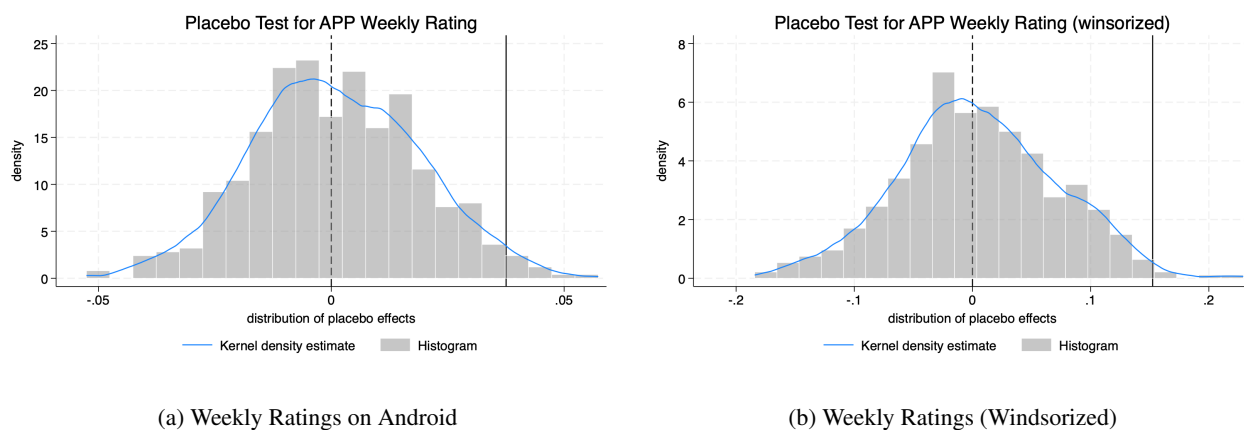 Placebo Test for APP Weekly Rating
25
20
15
10
5
0
density
-.05
0
.05
distribution of placebo effects
Kernel density estimate
Histogram
(a) Weekly Ratings on Android
Placebo Test for APP Weekly Rating (winsorized)
8
6
4
2
0
density
-.2
-.1
0
.1
.2
distribution of placebo effects
Kernel density estimate
Histogram
(b) Weekly Ratings (Windsorized)